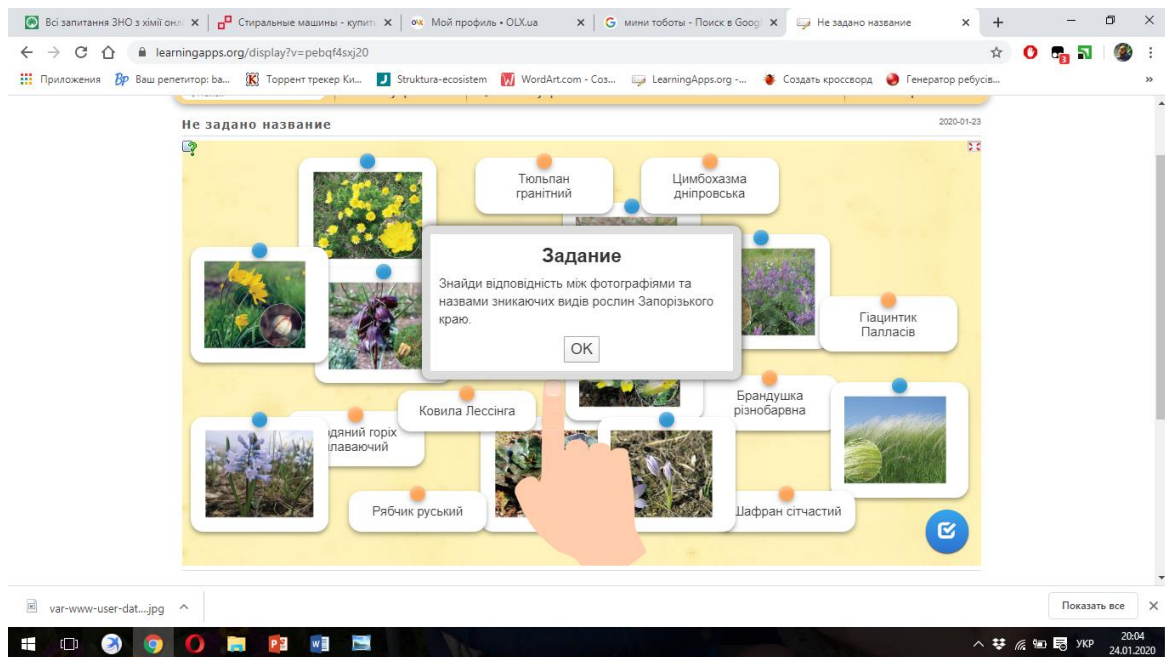 Всі запитання ЗНО з хімії онл
Стиральные машины - купить
Мой профиль • OLX.ua
мини тоботы - Поиск в Googl
Не задано название
learningapps.org/display?v=pebqf4sxj20
Приложения
Ваш репетитор: ba...
Торрент трекер Ки...
Struktura-ecosistem
WordArt.com - Соз...
LearningApps.org -...
Создать кроссворд
Генератор ребусів...
Не задано название
2020-01-23
Тюльпан
гранітний
Цимбохазма
дніпровська
Задание
Знайди відповідність між фотографіями та
назвами зникаючих видів рослин Запорізького
краю.
OK
Гіацинтик
Палласів
Ковила Лессінга
Брандушка
різнобарвна
дяний горіх
лаваючий
Рябчик руський
Шафран сітчастий
var-www-user-dat....jpg
Показать все
УКР
20:04
24.01.2020